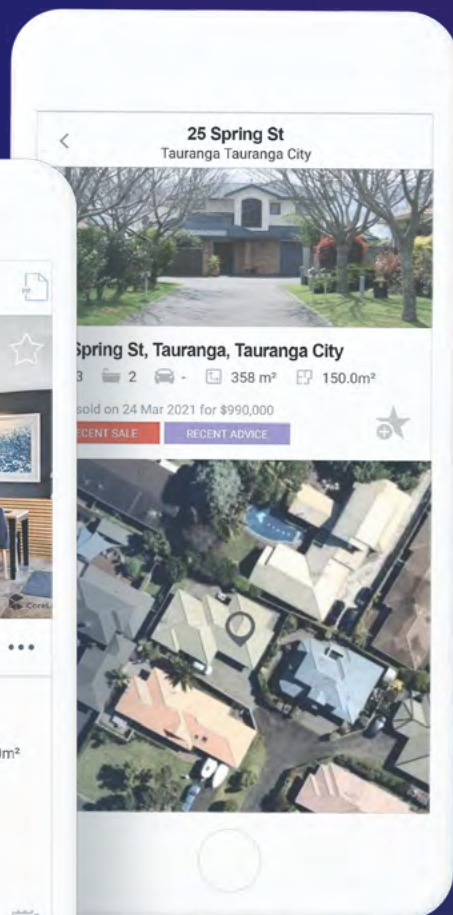 25 Spring St
Tauranga Tauranga City
Spring St, Tauranga, Tauranga City
3 2 - 358 m² 150.0m²
sold on 24 Mar 2021 for $990,000
ECENT SALE RECENT ADVICE
m²